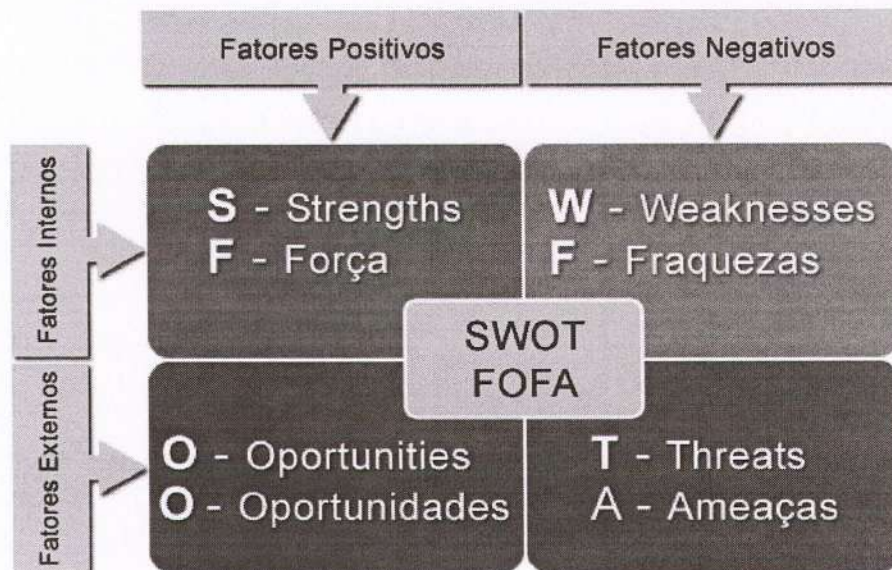 Fatores Positivos
Fatores Negativos
Fatores Internos
S - Strengths
F - Força
W - Weaknesses
F - Fraquezas
SWOT
FOFA
Fatores Externos
O - Oportunities
O - Oportunidades
T - Threats
A - Ameaças